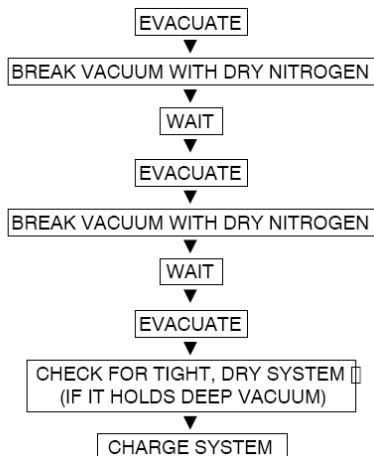 EVACUATE
BREAK VACUUM WITH DRY NITROGEN
WAIT
EVACUATE
BREAK VACUUM WITH DRY NITROGEN
WAIT
EVACUATE
CHECK FOR TIGHT, DRY SYSTEM
(IF IT HOLDS DEEP VACUUM)
CHARGE SYSTEM